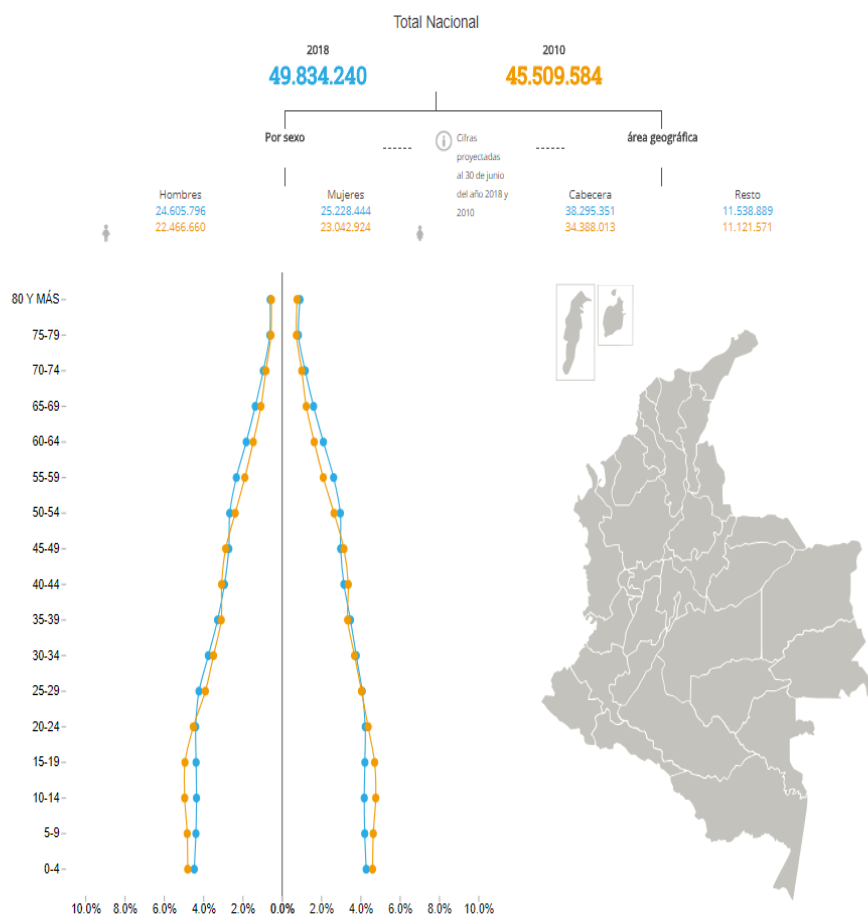 Total Nacional
2018
2010
49.834.240
45.509.584
Por sexo
Cifras
proyectadas
al 30 de junio
del año 2018 y
2010
área geográfica
Hombres
24.605.796
22.466.660
Mujeres
25.228.444
23.042.924
Cabecera
38.295.351
34.388.013
Resto
11.538.889
11.121.571
80 Y MÁS
75-79
70-74
65-69
60-64
55-59
50-54
45-49
40-44
35-39
30-34
25-29
20-24
15-19
10-14
5-9
0-4
10.0% 8.0% 6.0% 4.0% 2.0% 0.0% 2.0% 4.0% 6.0% 8.0% 10.0%